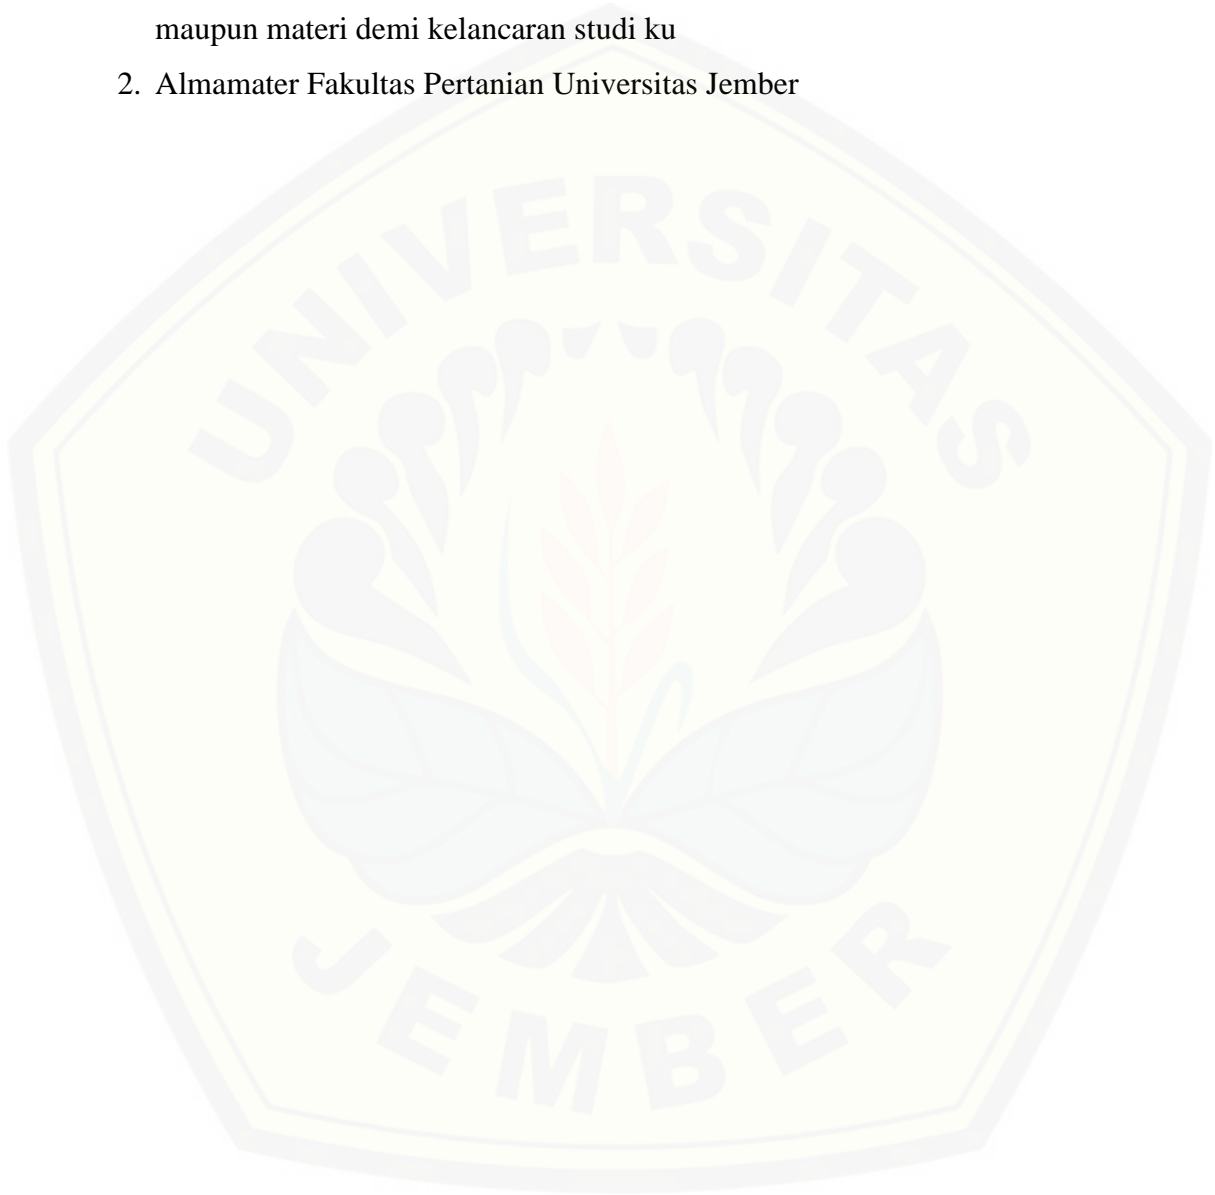 maupun materi demi kelancaran studi ku
2. Almamater Fakultas Pertanian Universitas Jember
UNIVERSITAS
JEMBER